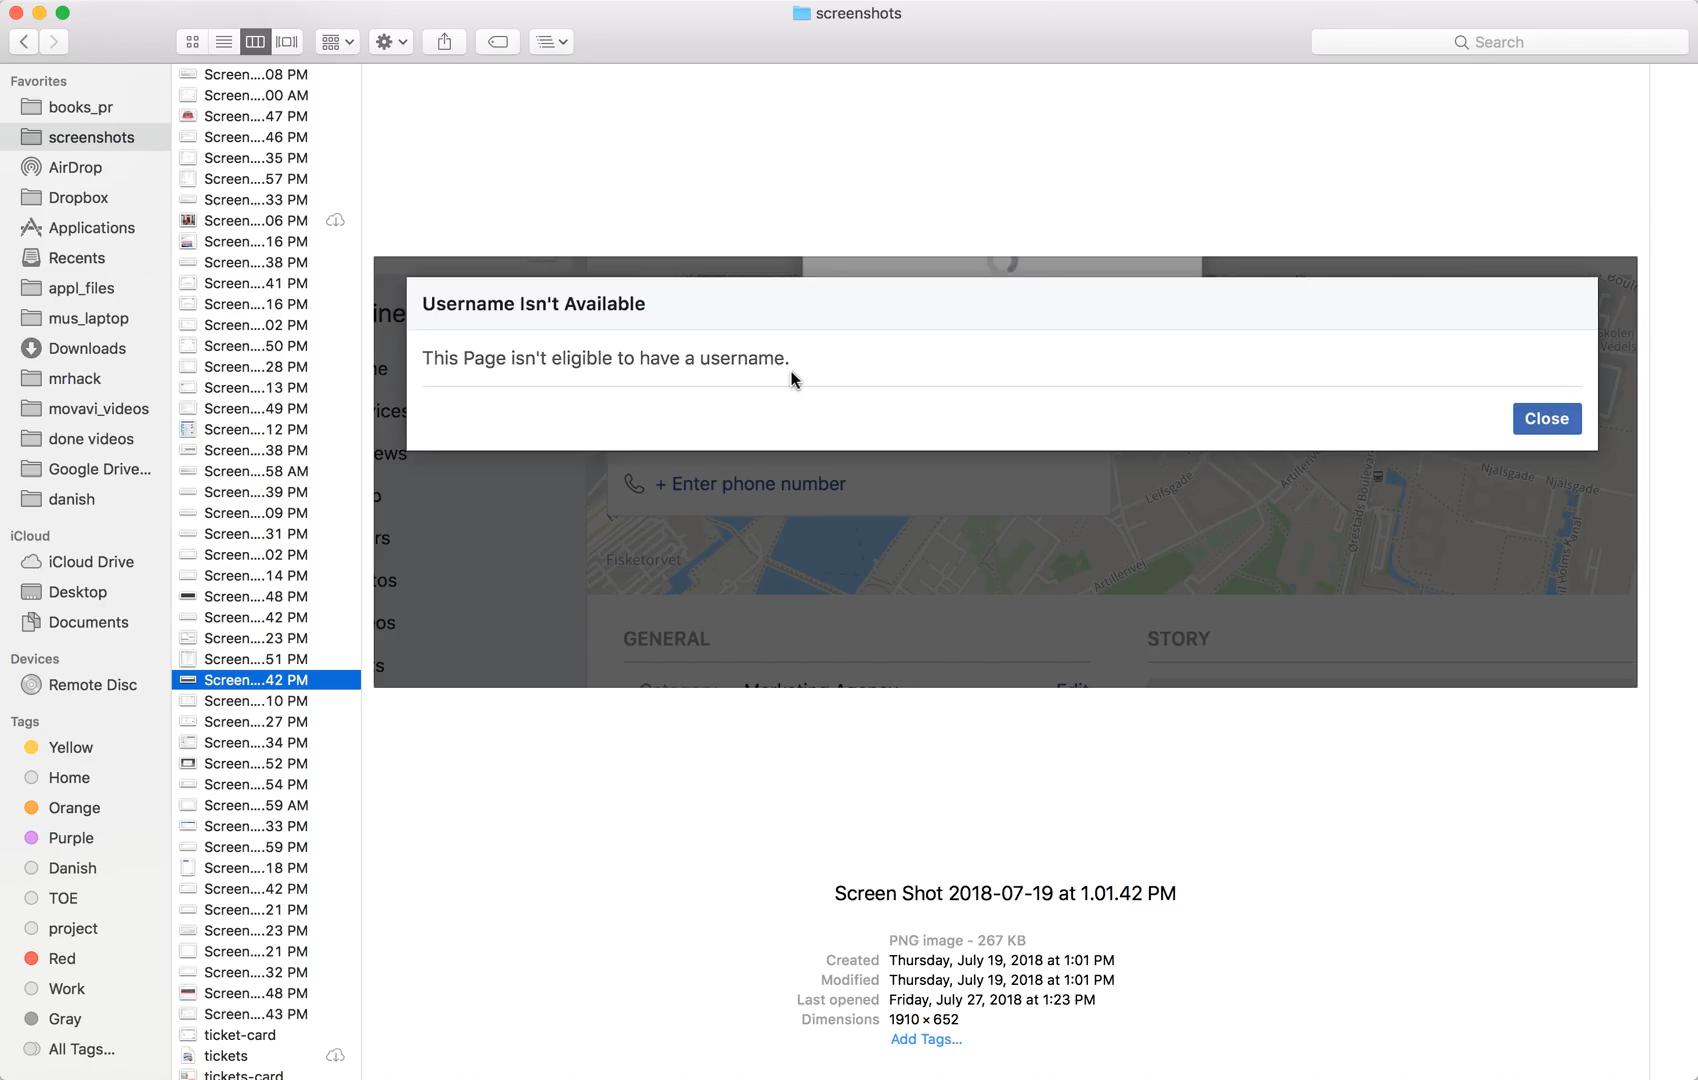 screenshots
Search
Favorites
books_pr
screenshots
AirDrop
Dropbox
Applications
Recents
appl_files
mus_laptop
Downloads
mrhack
movavi_videos
done videos
Google Drive...
danish
iCloud
iCloud Drive
Desktop
Documents
Devices
Remote Disc
Tags
Yellow
Home
Orange
Purple
Danish
TOE
project
Red
Work
Gray
All Tags...
Screen....08 PM
Screen....00 AM
Screen....47 PM
Screen....46 PM
Screen....35 PM
Screen....57 PM
Screen....33 PM
Screen....06 PM
Screen....16 PM
Screen....38 PM
Screen....41 PM
Screen....16 PM
Screen....02 PM
Screen....50 PM
Screen....28 PM
Screen....13 PM
Screen....49 PM
Screen....12 PM
Screen....38 PM
Screen....58 AM
Screen....39 PM
Screen....09 PM
Screen....31 PM
Screen....02 PM
Screen....14 PM
Screen....48 PM
Screen....42 PM
Screen....23 PM
Screen....51 PM
Screen....42 PM
Screen....10 PM
Screen....27 PM
Screen....34 PM
Screen....52 PM
Screen....54 PM
Screen....59 AM
Screen....33 PM
Screen....59 PM
Screen....18 PM
Screen....42 PM
Screen....21 PM
Screen....23 PM
Screen....21 PM
Screen....32 PM
Screen....48 PM
Screen....43 PM
ticket-card
tickets
tickets-card
Username Isn't Available
This Page isn't eligible to have a username.
Close
+ Enter phone number
Fisketorvet
Artillerivej
Leifsgade
Artillerivej
Ørestads Boulevard
Njalsgade
Njalsgade
GENERAL
STORY
Marketing Agency
Edit
Screen Shot 2018-07-19 at 1.01.42 PM
PNG image - 267 KB
Created Thursday, July 19, 2018 at 1:01 PM
Modified Thursday, July 19, 2018 at 1:01 PM
Last opened Friday, July 27, 2018 at 1:23 PM
Dimensions 1910 × 652
Add Tags...